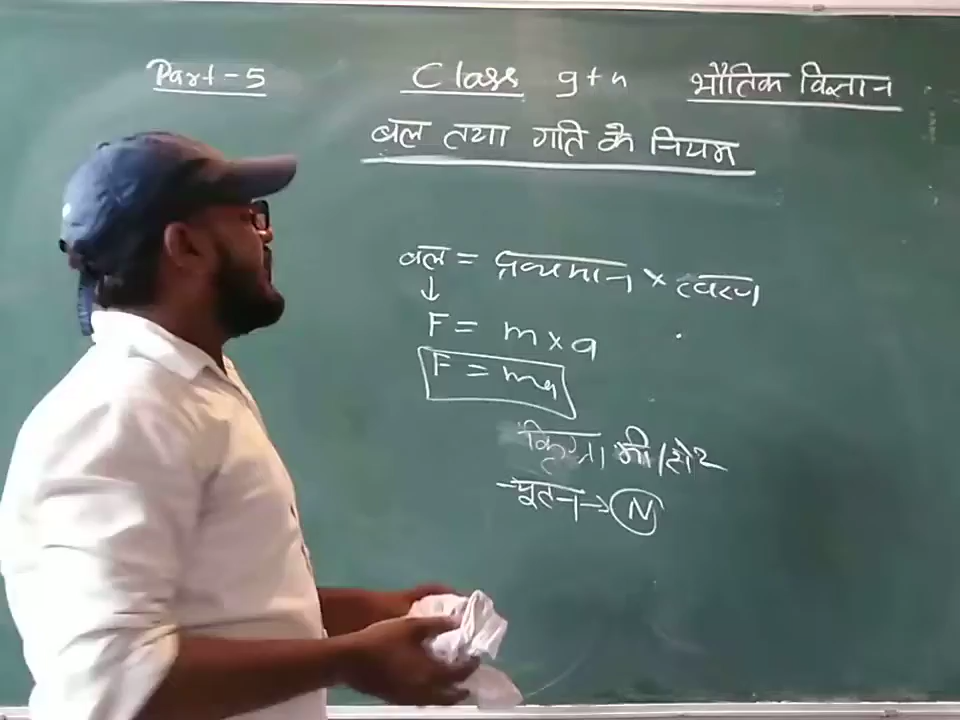 Part-5 Class 9th भौतिक विज्ञान
बल तथा गति के नियम
बल = द्रव्यमान × त्वरण
↓
F = m × a
F = ma
किग्रा मी/से²
न्यूटन → N